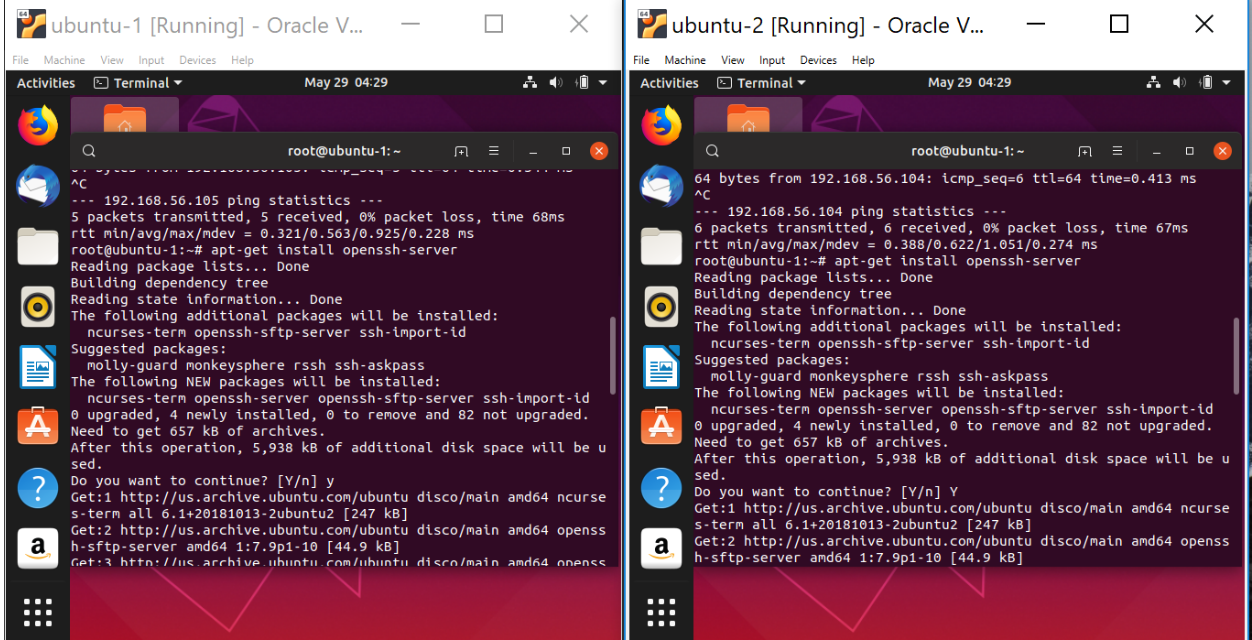 ubuntu-1 [Running] - Oracle V...
File Machine View Input Devices Help
Activities Terminal May 29 04:29
root@ubuntu-1: ~
^C
--- 192.168.56.105 ping statistics ---
5 packets transmitted, 5 received, 0% packet loss, time 68ms
rtt min/avg/max/mdev = 0.321/0.563/0.925/0.228 ms
root@ubuntu-1:~# apt-get install openssh-server
Reading package lists... Done
Building dependency tree
Reading state information... Done
The following additional packages will be installed:
  ncurses-term openssh-sftp-server ssh-import-id
Suggested packages:
  molly-guard monkeysphere rssh ssh-askpass
The following NEW packages will be installed:
  ncurses-term openssh-server openssh-sftp-server ssh-import-id
0 upgraded, 4 newly installed, 0 to remove and 82 not upgraded.
Need to get 657 kB of archives.
After this operation, 5,938 kB of additional disk space will be u
sed.
Do you want to continue? [Y/n] y
Get:1 http://us.archive.ubuntu.com/ubuntu disco/main amd64 ncurse
s-term all 6.1+20181013-2ubuntu2 [247 kB]
Get:2 http://us.archive.ubuntu.com/ubuntu disco/main amd64 openss
h-sftp-server amd64 1:7.9p1-10 [44.9 kB]
Get:3 http://us.archive.ubuntu.com/ubuntu disco/main amd64 openss
ubuntu-2 [Running] - Oracle V...
File Machine View Input Devices Help
Activities Terminal May 29 04:29
root@ubuntu-1: ~
64 bytes from 192.168.56.104: icmp_seq=6 ttl=64 time=0.413 ms
^C
--- 192.168.56.104 ping statistics ---
6 packets transmitted, 6 received, 0% packet loss, time 67ms
rtt min/avg/max/mdev = 0.388/0.622/1.051/0.274 ms
root@ubuntu-1:~# apt-get install openssh-server
Reading package lists... Done
Building dependency tree
Reading state information... Done
The following additional packages will be installed:
  ncurses-term openssh-sftp-server ssh-import-id
Suggested packages:
  molly-guard monkeysphere rssh ssh-askpass
The following NEW packages will be installed:
  ncurses-term openssh-server openssh-sftp-server ssh-import-id
0 upgraded, 4 newly installed, 0 to remove and 82 not upgraded.
Need to get 657 kB of archives.
After this operation, 5,938 kB of additional disk space will be u
sed.
Do you want to continue? [Y/n] Y
Get:1 http://us.archive.ubuntu.com/ubuntu disco/main amd64 ncurse
s-term all 6.1+20181013-2ubuntu2 [247 kB]
Get:2 http://us.archive.ubuntu.com/ubuntu disco/main amd64 openss
h-sftp-server amd64 1:7.9p1-10 [44.9 kB]